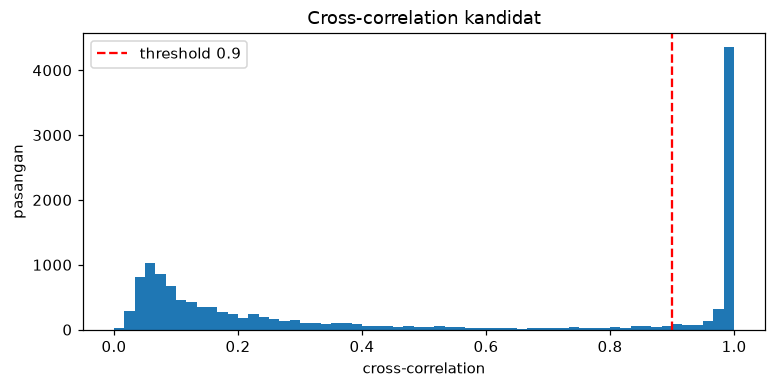 Cross-correlation kandidat
threshold 0.9
pasangan
4000
3000
2000
1000
0
0.0 0.2 0.4 0.6 0.8 1.0
cross-correlation